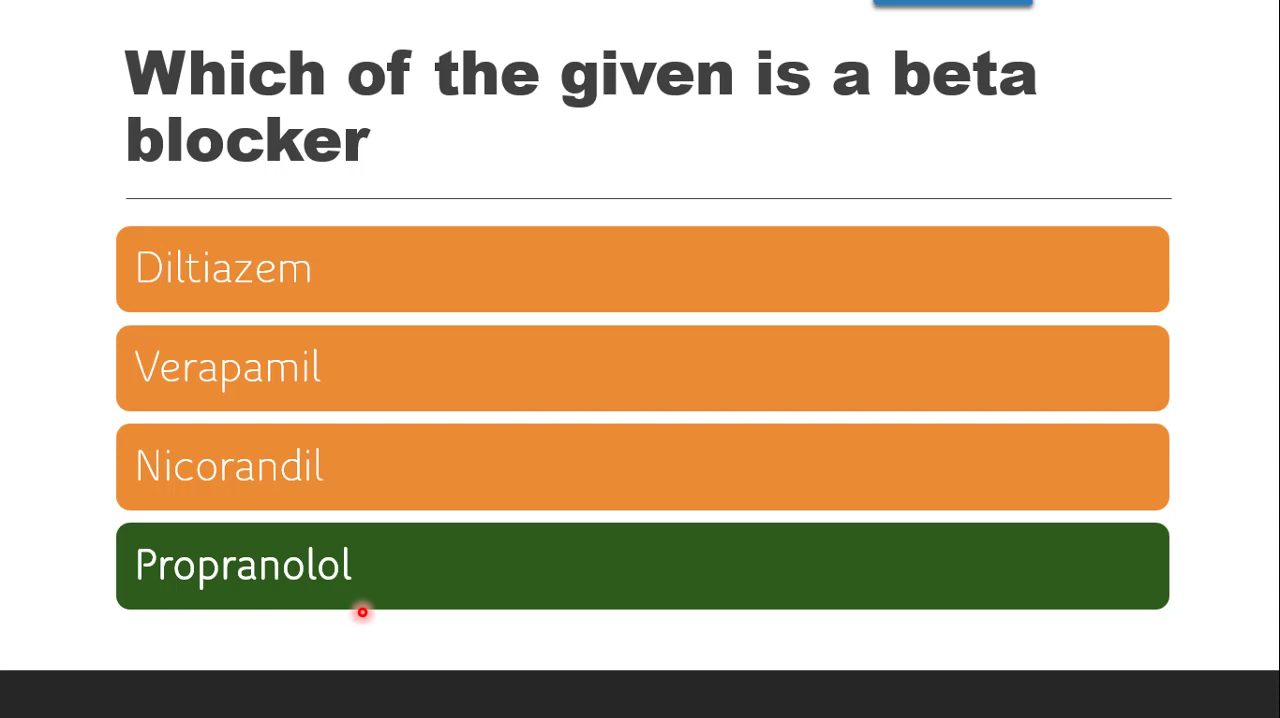 Which of the given is a beta
blocker
Diltiazem
Verapamil
Nicorandil
Propranolol